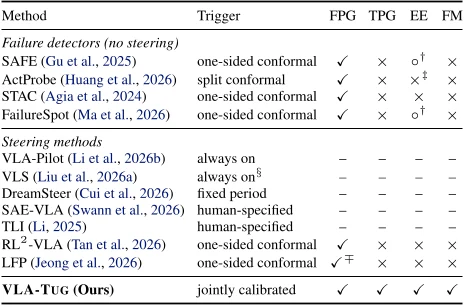 Method Trigger FPG TPG EE FM
Failure detectors (no steering)
SAFE (Gu et al., 2025) one-sided conformal ✓ × ○† ×
ActProbe (Huang et al., 2026) split conformal ✓ × ×‡ ×
STAC (Agia et al., 2024) one-sided conformal ✓ × × ×
FailureSpot (Ma et al., 2026) one-sided conformal ✓ × ○† ×
Steering methods
VLA-Pilot (Li et al., 2026b) always on – – – –
VLS (Liu et al., 2026a) always on§ – – – –
DreamSteer (Cui et al., 2026) fixed period – – – –
SAE-VLA (Swann et al., 2026) human-specified – – – –
TLI (Li, 2025) human-specified – – – –
RL²-VLA (Tan et al., 2026) one-sided conformal ✓ × × ×
LFP (Jeong et al., 2026) one-sided conformal ✓∓ × × ×
VLA-TUG (Ours) jointly calibrated ✓ ✓ ✓ ✓